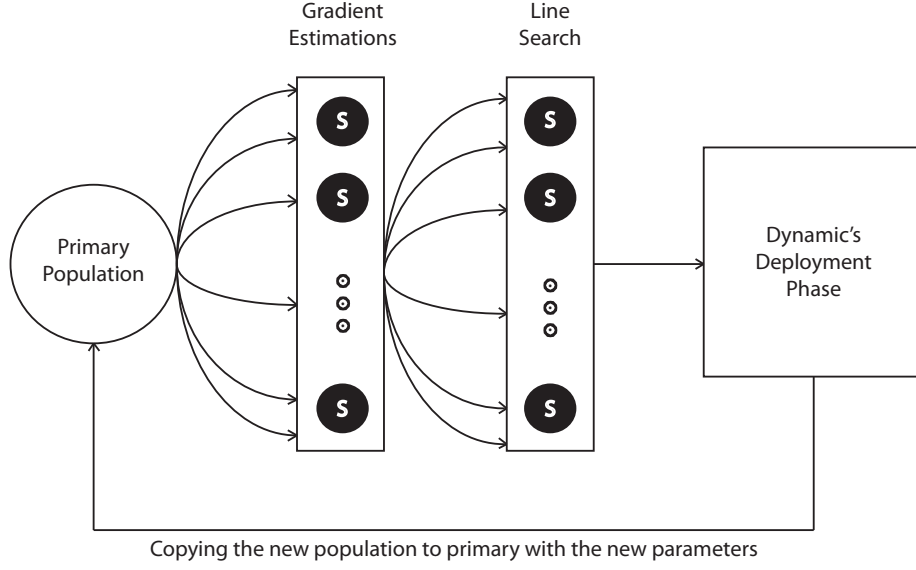 Gradient
Estimations
Line
Search
S
S
S
S
Primary
Population
Dynamic's
Deployment
Phase
S
S
Copying the new population to primary with the new parameters